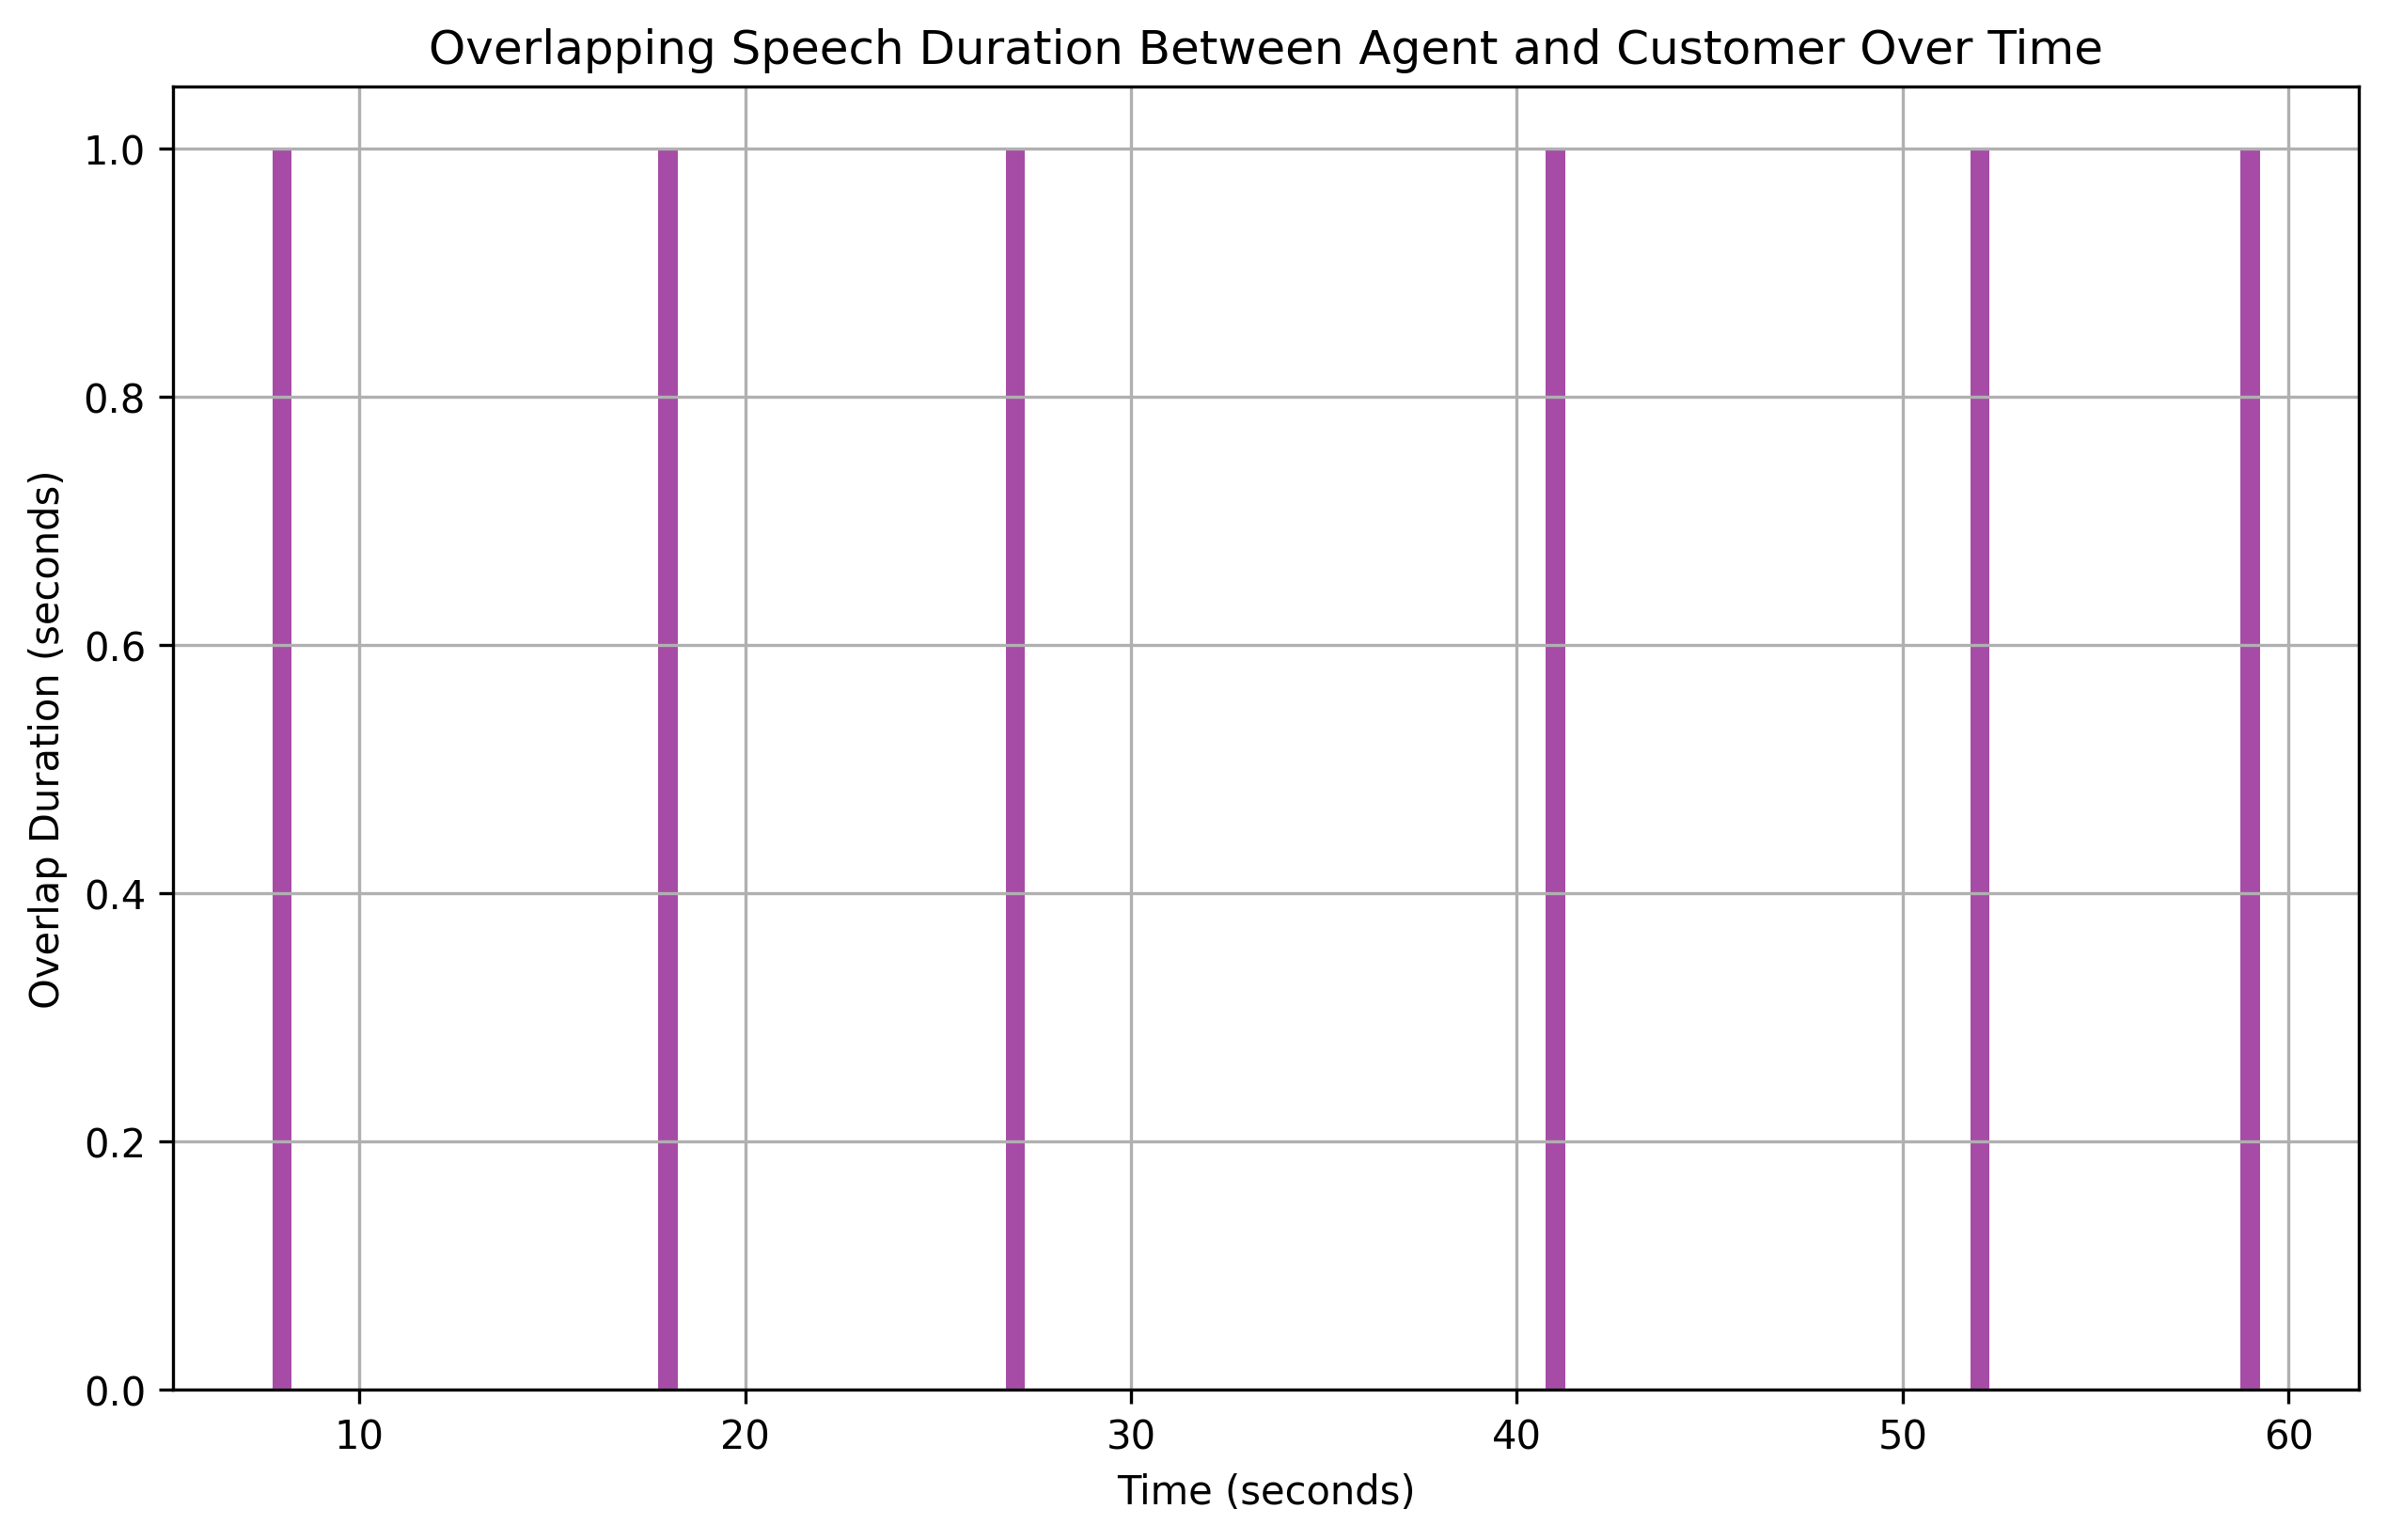 Overlapping Speech Duration Between Agent and Customer Over Time
Overlap Duration (seconds)
1.0
0.8
0.6
0.4
0.2
0.0
10 20 30 40 50 60
Time (seconds)